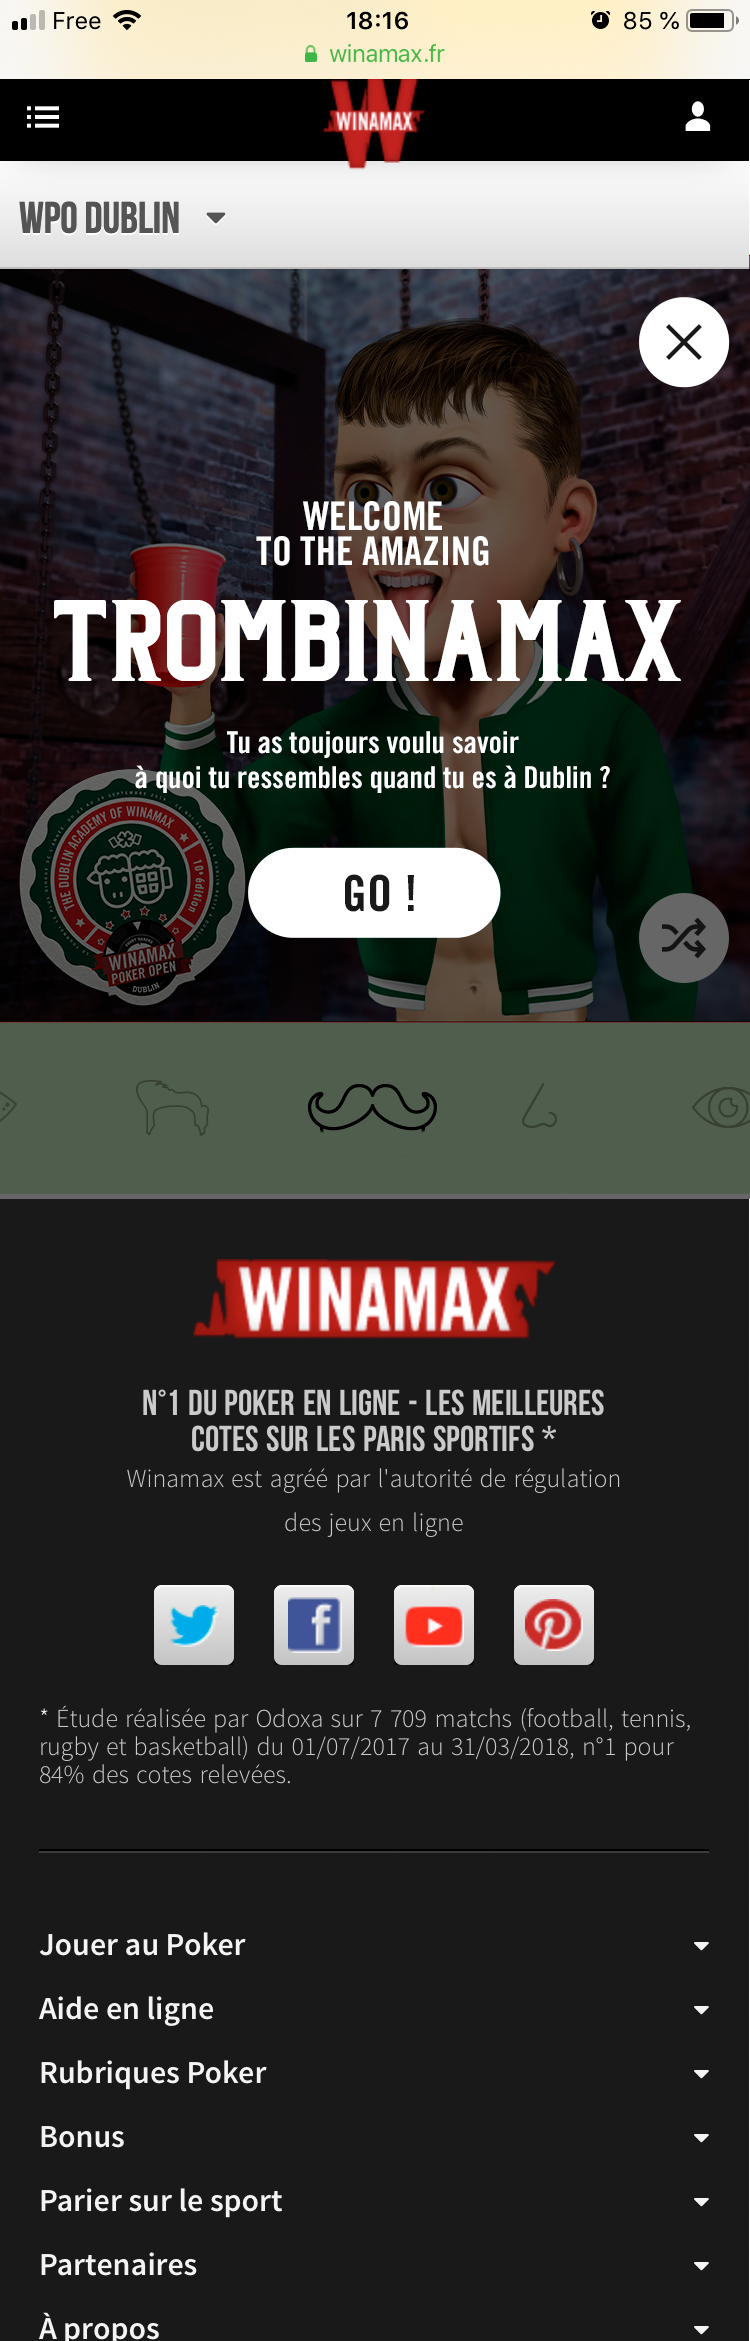 Free
18:16
85 %
winamax.fr
WINAMAX
WPO DUBLIN
WELCOME
TO THE AMAZING
TROMBINAMAX
Tu as toujours voulu savoir
à quoi tu ressembles quand tu es à Dublin ?
THE DUBLIN ACADEMY OF WINAMAX
10e édition
WINAMAX
POKER OPEN
DUBLIN
GO !
WINAMAX
N°1 DU POKER EN LIGNE - LES MEILLEURES
COTES SUR LES PARIS SPORTIFS *
Winamax est agréé par l'autorité de régulation
des jeux en ligne
* Étude réalisée par Odoxa sur 7 709 matchs (football, tennis,
rugby et basketball) du 01/07/2017 au 31/03/2018, n°1 pour
84% des cotes relevées.
Jouer au Poker
Aide en ligne
Rubriques Poker
Bonus
Parier sur le sport
Partenaires
À propos